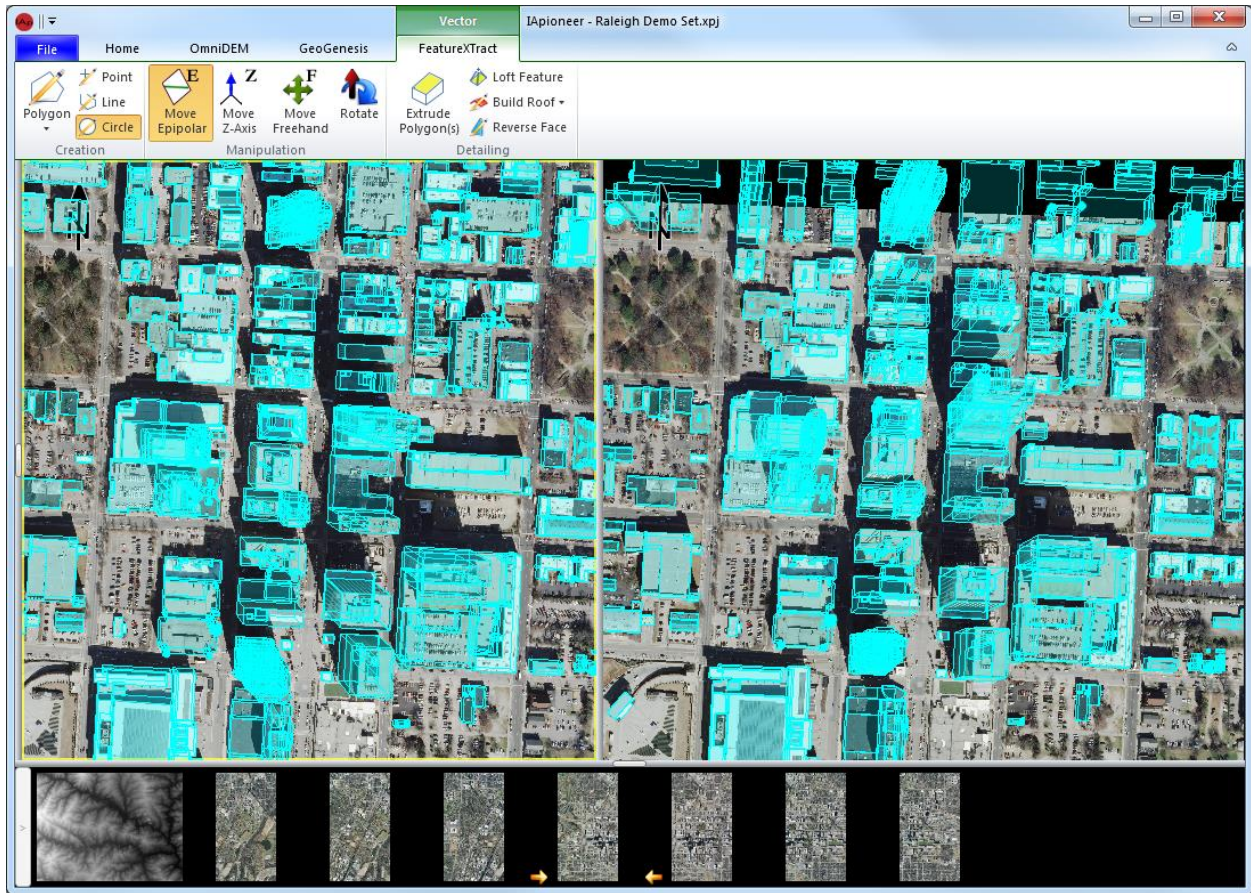 IAp
Vector
IApioneer - Raleigh Demo Set.xpj
File
Home
OmniDEM
GeoGenesis
FeatureXTract
Polygon
Point
Line
Circle
Creation
E
Move
Epipolar
Z
Move
Z-Axis
F
Move
Freehand
Rotate
Manipulation
Extrude
Polygon(s)
Loft Feature
Build Roof
Reverse Face
Detailing
N
N